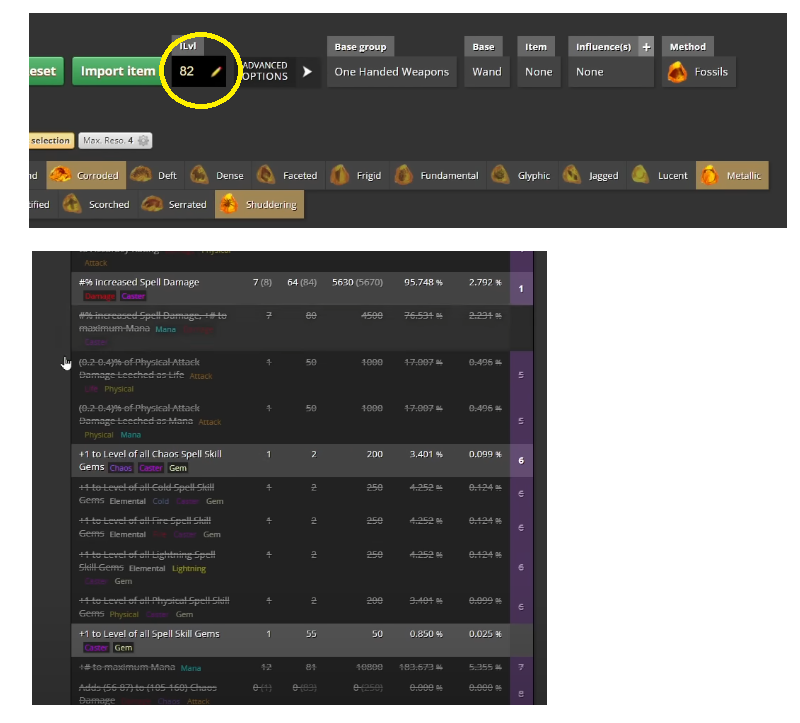 iLvl Base group Base Item Influence(s) + Method
eset Import item 82 ADVANCED OPTIONS One Handed Weapons Wand None None Fossils
selection Max. Reso. 4
nd Corroded Deft Dense Faceted Frigid Fundamental Glyphic Jagged Lucent Metallic
tified Scorched Serrated Shuddering
Attack
#% increased Spell Damage 7 (8) 64 (84) 5630 (5670) 95.748 % 2.792 % 1
Damage Caster
#% increased Spell Damage, +# to 7 80 4500 76.531 % 2.231 %
maximum Mana Mana Damage
Caster
(0.2-0.4)% of Physical Attack 1 50 1000 17.007 % 0.496 % 5
Damage Leeched as Life Attack
Life Physical
(0.2-0.4)% of Physical Attack 1 50 1000 17.007 % 0.496 % 5
Damage Leeched as Mana Attack
Physical Mana
+1 to Level of all Chaos Spell Skill 1 2 200 3.401 % 0.099 % 6
Gems Chaos Caster Gem
+1 to Level of all Cold Spell Skill 1 2 250 4.252 % 0.124 % 6
Gems Elemental Cold Caster Gem
+1 to Level of all Fire Spell Skill 1 2 250 4.252 % 0.124 % 6
Gems Elemental Fire Caster Gem
+1 to Level of all Lightning Spell 1 2 250 4.252 % 0.124 % 6
Skill Gems Elemental Lightning
Caster Gem
+1 to Level of all Physical Spell Skill 1 2 200 3.401 % 0.099 % 6
Gems Physical Caster Gem
+1 to Level of all Spell Skill Gems 1 55 50 0.850 % 0.025 %
Caster Gem
+# to maximum Mana Mana 12 81 10800 183.673 % 5.355 % 7
Adds (56-87) to (105-160) Chaos 0 (1) 0 (83) 0 (250) 0.000 % 0.000 % 8
Damage Damage Chaos Attack